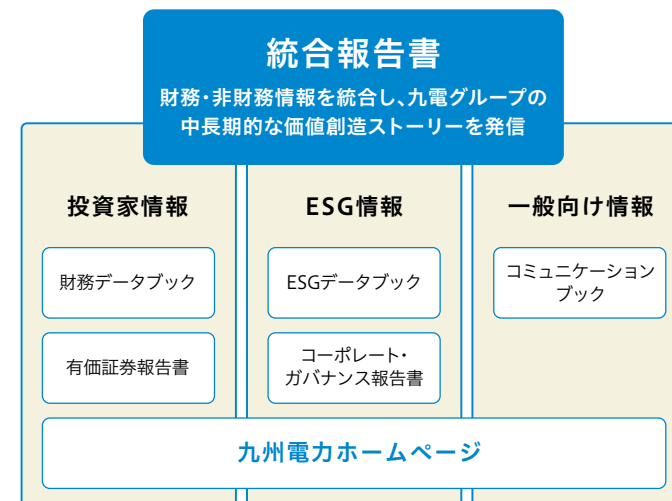 統合報告書
財務・非財務情報を統合し、九電グループの
中長期的な価値創造ストーリーを発信
投資家情報
財務データブック
有価証券報告書
ESG情報
ESGデータブック
コーポレート・
ガバナンス報告書
一般向け情報
コミュニケーション
ブック
九州電力ホームページ